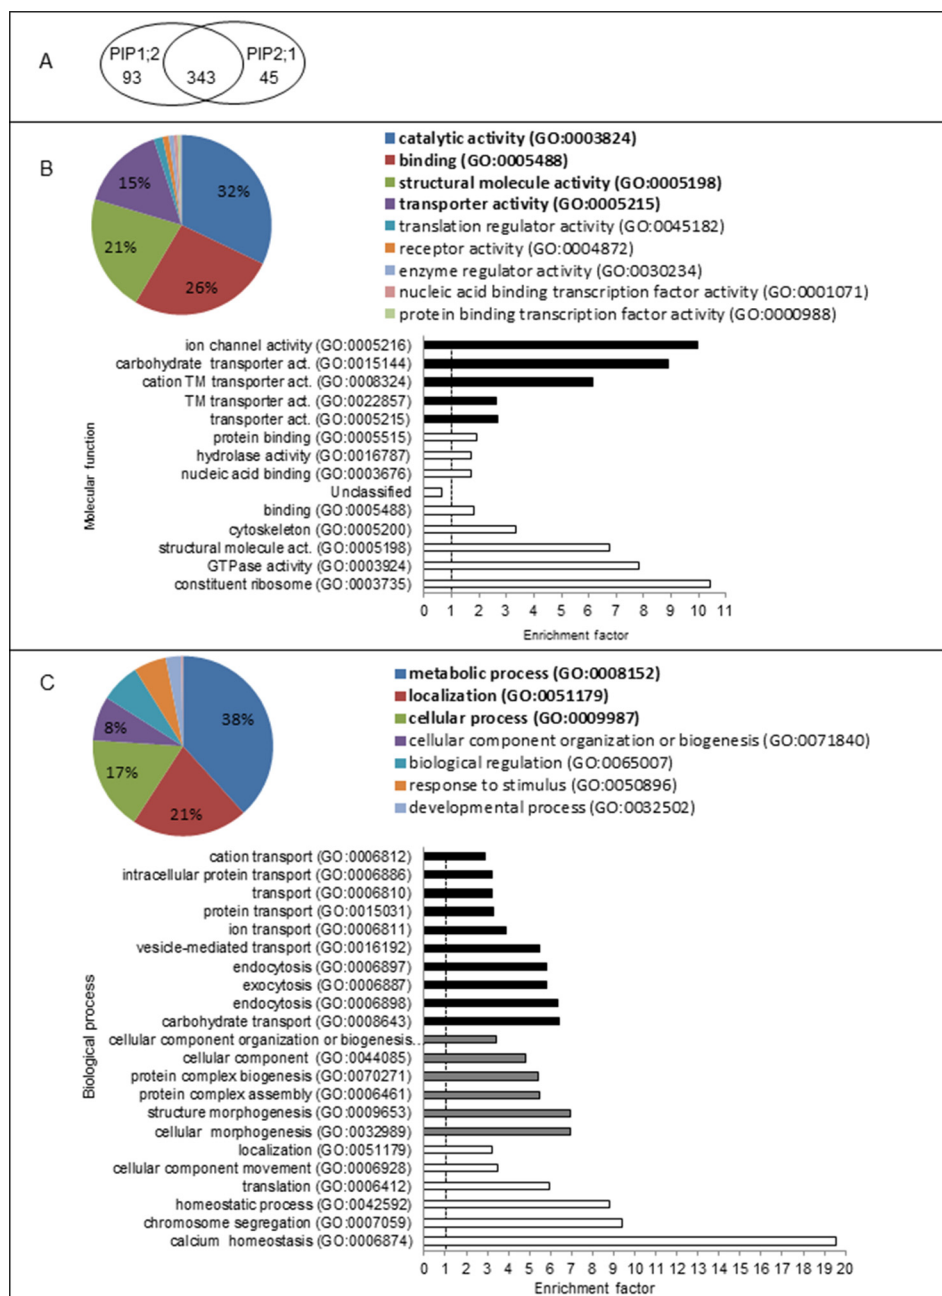 A
PIP1;2
PIP2;1
93
343
45
B
32%
26%
21%
15%
catalytic activity (GO:0003824)
binding (GO:0005488)
structural molecule activity (GO:0005198)
transporter activity (GO:0005215)
translation regulator activity (GO:0045182)
receptor activity (GO:0004872)
enzyme regulator activity (GO:0030234)
nucleic acid binding transcription factor activity (GO:0001071)
protein binding transcription factor activity (GO:0000988)
Molecular function
ion channel activity (GO:0005216)
carbohydrate transporter act. (GO:0015144)
cation TM transporter act. (GO:0008324)
TM transporter act. (GO:0022857)
transporter act. (GO:0005215)
protein binding (GO:0005515)
hydrolase activity (GO:0016787)
nucleic acid binding (GO:0003676)
Unclassified
binding (GO:0005488)
cytoskeleton (GO:0005200)
structural molecule act. (GO:0005198)
GTPase activity (GO:0003924)
constituent ribosome (GO:0003735)
0 1 2 3 4 5 6 7 8 9 10 11
Enrichment factor
C
38%
21%
17%
8%
metabolic process (GO:0008152)
localization (GO:0051179)
cellular process (GO:0009987)
cellular component organization or biogenesis (GO:0071840)
biological regulation (GO:0065007)
response to stimulus (GO:0050896)
developmental process (GO:0032502)
Biological process
cation transport (GO:0006812)
intracellular protein transport (GO:0006886)
transport (GO:0006810)
protein transport (GO:0015031)
ion transport (GO:0006811)
vesicle-mediated transport (GO:0016192)
endocytosis (GO:0006897)
exocytosis (GO:0006887)
endocytosis (GO:0006898)
carbohydrate transport (GO:0008643)
cellular component organization or biogenesis...
cellular component (GO:0044085)
protein complex biogenesis (GO:0070271)
protein complex assembly (GO:0006461)
structure morphogenesis (GO:0009653)
cellular morphogenesis (GO:0032989)
localization (GO:0051179)
cellular component movement (GO:0006928)
translation (GO:0006412)
homeostatic process (GO:0042592)
chromosome segregation (GO:0007059)
calcium homeostasis (GO:0006874)
0 1 2 3 4 5 6 7 8 9 10 11 12 13 14 15 16 17 18 19 20
Enrichment factor